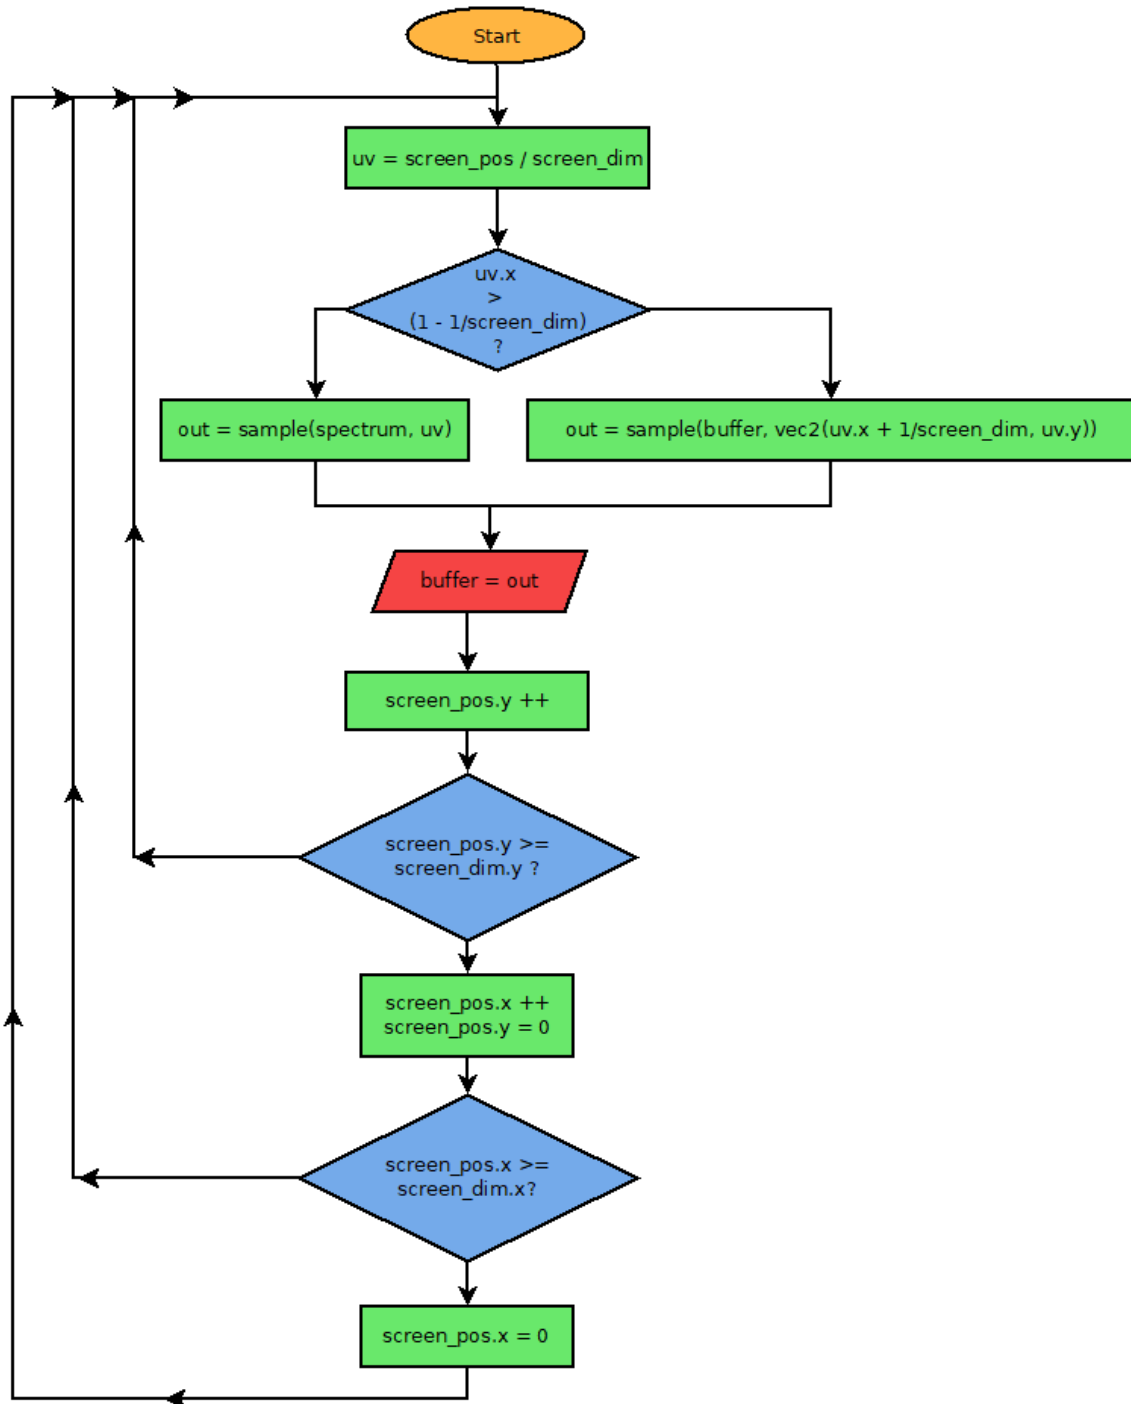 Start
uv = screen_pos / screen_dim
uv.x
>
(1 - 1/screen_dim)
?
out = sample(spectrum, uv)
out = sample(buffer, vec2(uv.x + 1/screen_dim, uv.y))
buffer = out
screen_pos.y ++
screen_pos.y >=
screen_dim.y ?
screen_pos.x ++
screen_pos.y = 0
screen_pos.x >=
screen_dim.x?
screen_pos.x = 0